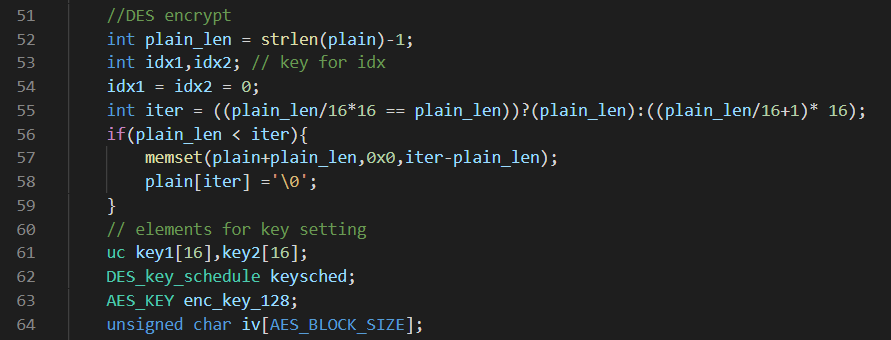 51 //DES encrypt
52 int plain_len = strlen(plain)-1;
53 int idx1,idx2; // key for idx
54 idx1 = idx2 = 0;
55 int iter = ((plain_len/16*16 == plain_len))?(plain_len):((plain_len/16+1)* 16);
56 if(plain_len < iter){
57 memset(plain+plain_len,0x0,iter-plain_len);
58 plain[iter] ='\0';
59 }
60 // elements for key setting
61 uc key1[16],key2[16];
62 DES_key_schedule keysched;
63 AES_KEY enc_key_128;
64 unsigned char iv[AES_BLOCK_SIZE];